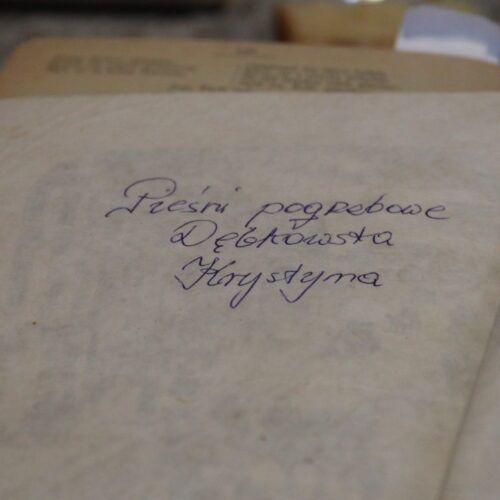 Pieśni pogrzebowe
Dębkowska
Krystyna